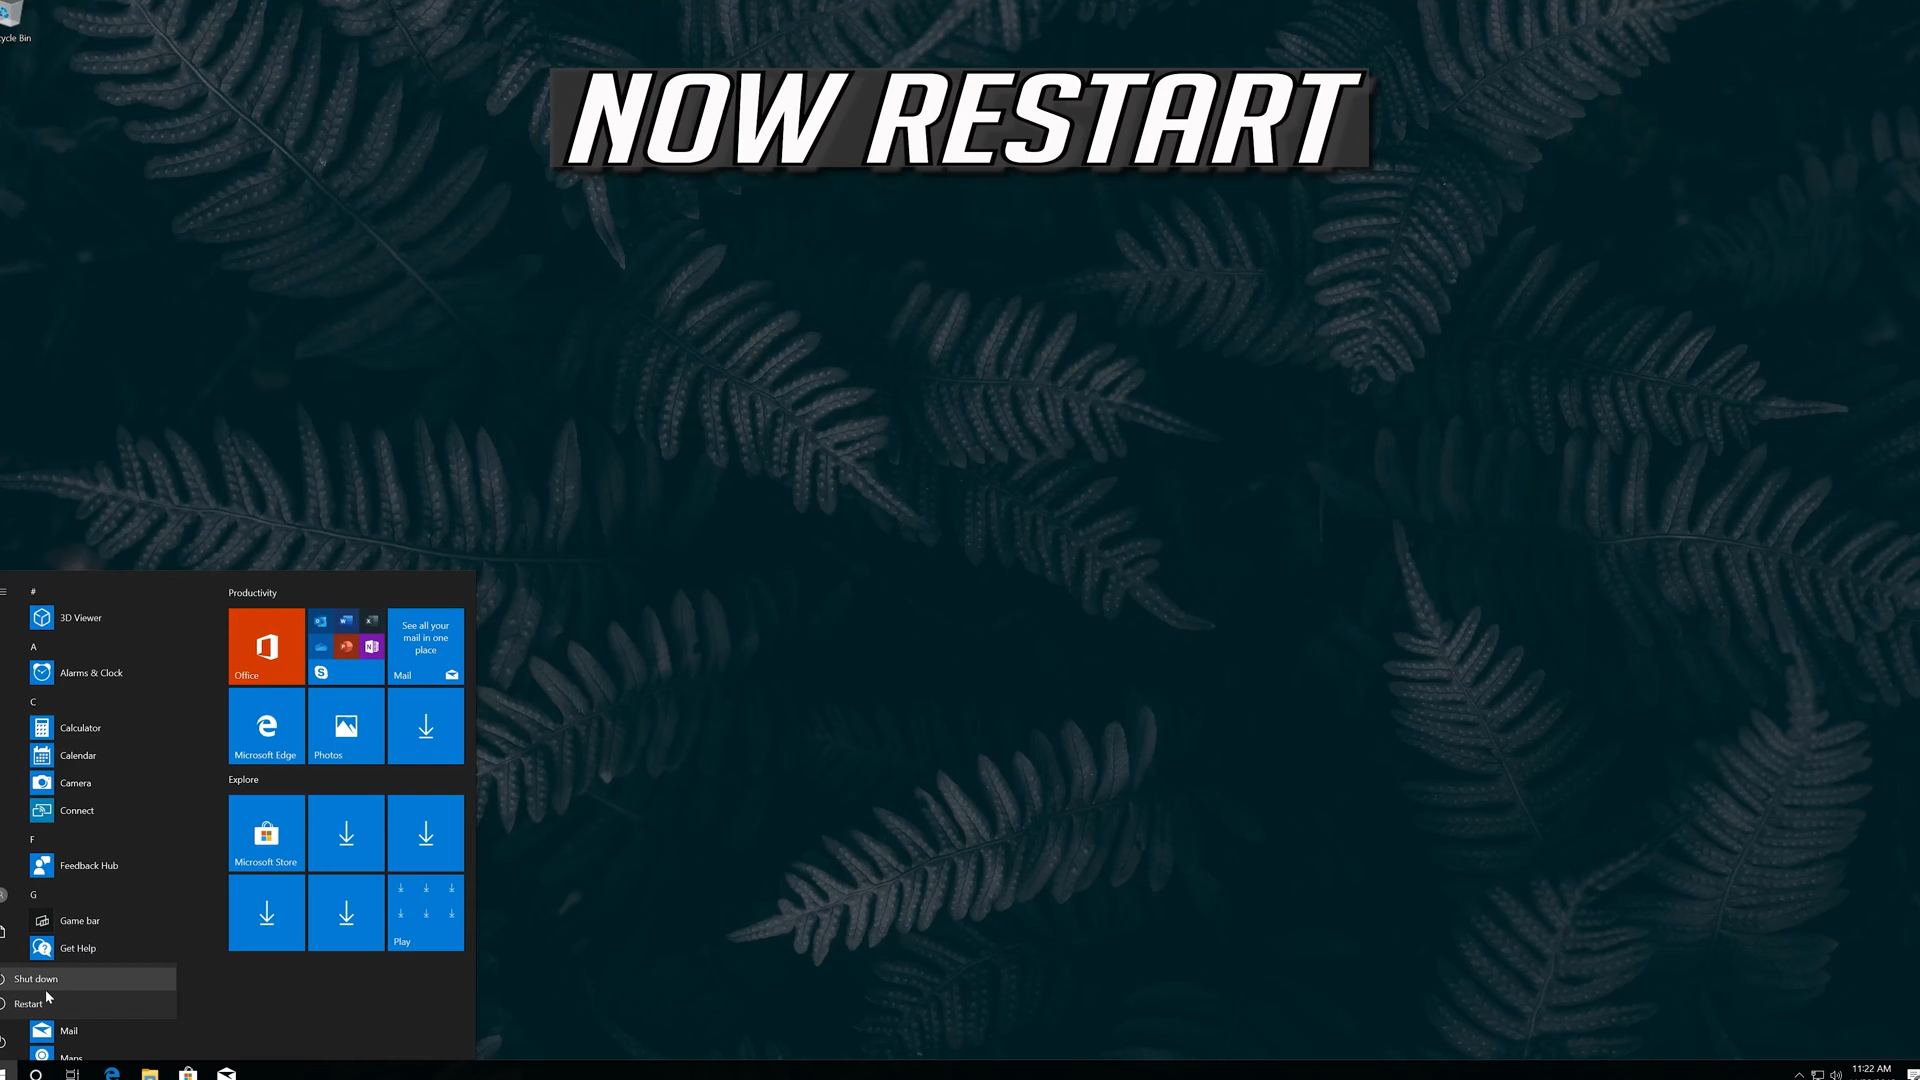 cycle Bin
NOW RESTART
#
3D Viewer
A
Alarms & Clock
C
Calculator
Calendar
Camera
Connect
F
Feedback Hub
G
Game bar
Get Help
Shut down
Restart
Mail
Maps
Productivity
Office
See all your
mail in one
place
Mail
Microsoft Edge
Photos
Explore
Microsoft Store
Play
11:22 AM